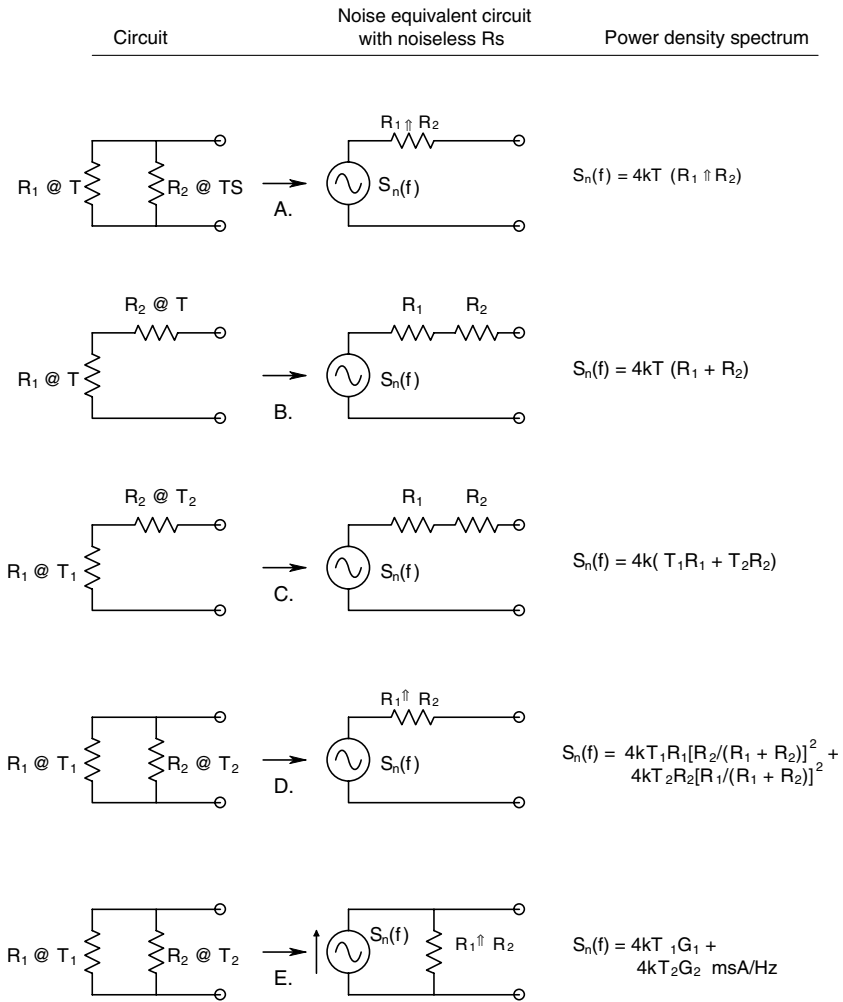 Circuit
Noise equivalent circuit
with noiseless Rs
Power density spectrum
R₁ @ T
R₂ @ TS
A.
R₁ ⇑ R₂
Sₙ(f)
Sₙ(f) = 4kT (R₁ ⇑ R₂)
R₂ @ T
R₁ @ T
B.
R₁
R₂
Sₙ(f)
Sₙ(f) = 4kT (R₁ + R₂)
R₂ @ T₂
R₁ @ T₁
C.
R₁
R₂
Sₙ(f)
Sₙ(f) = 4k( T₁R₁ + T₂R₂)
R₁ @ T₁
R₂ @ T₂
D.
R₁⇑ R₂
Sₙ(f)
Sₙ(f) = 4kT₁R₁[R₂/(R₁ + R₂)]² +
4kT₂R₂[R₁/(R₁ + R₂)]²
R₁ @ T₁
R₂ @ T₂
E.
Sₙ(f)
R₁⇑ R₂
Sₙ(f) = 4kT ₁G₁ +
4kT₂G₂ msA/Hz